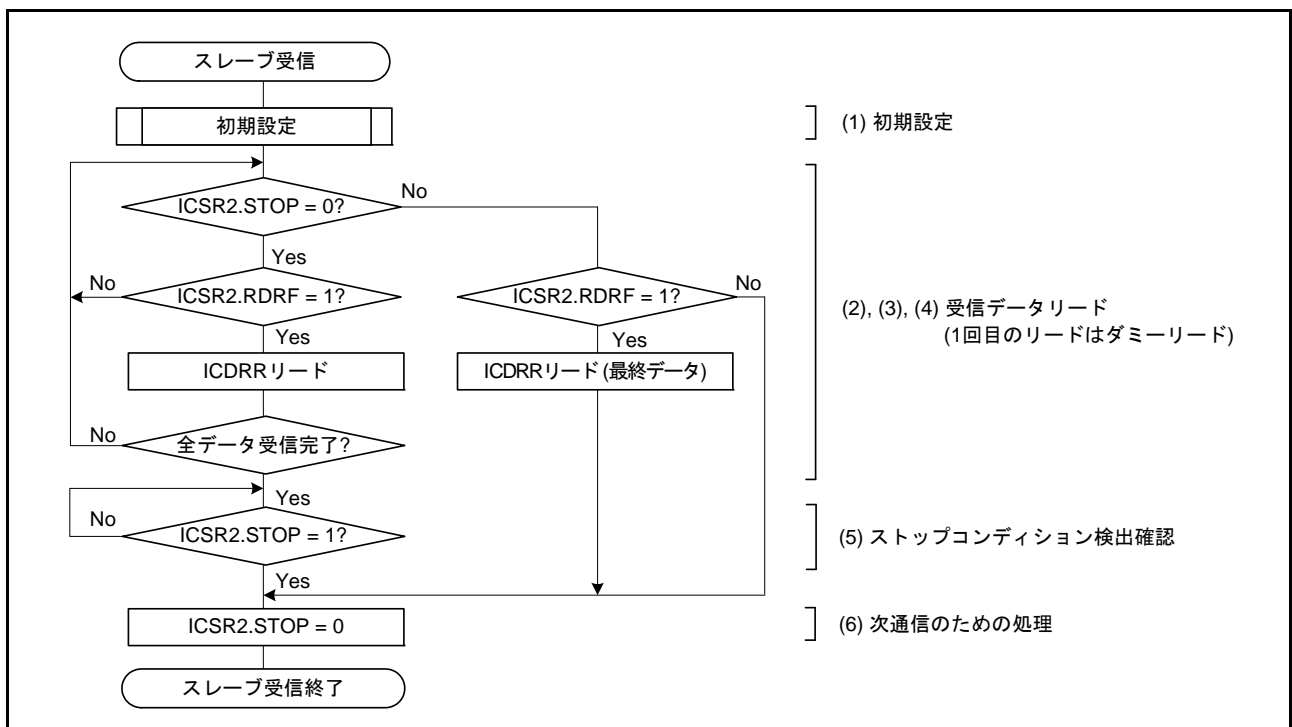 スレーブ受信
初期設定
(1) 初期設定
ICSR2.STOP = 0?
No
Yes
No
ICSR2.RDRF = 1?
Yes
ICDRRリード
ICSR2.RDRF = 1?
No
Yes
ICDRRリード (最終データ)
(2), (3), (4) 受信データリード
(1回目のリードはダミーリード)
No
全データ受信完了?
Yes
No
ICSR2.STOP = 1?
Yes
(5) ストップコンディション検出確認
ICSR2.STOP = 0
(6) 次通信のための処理
スレーブ受信終了